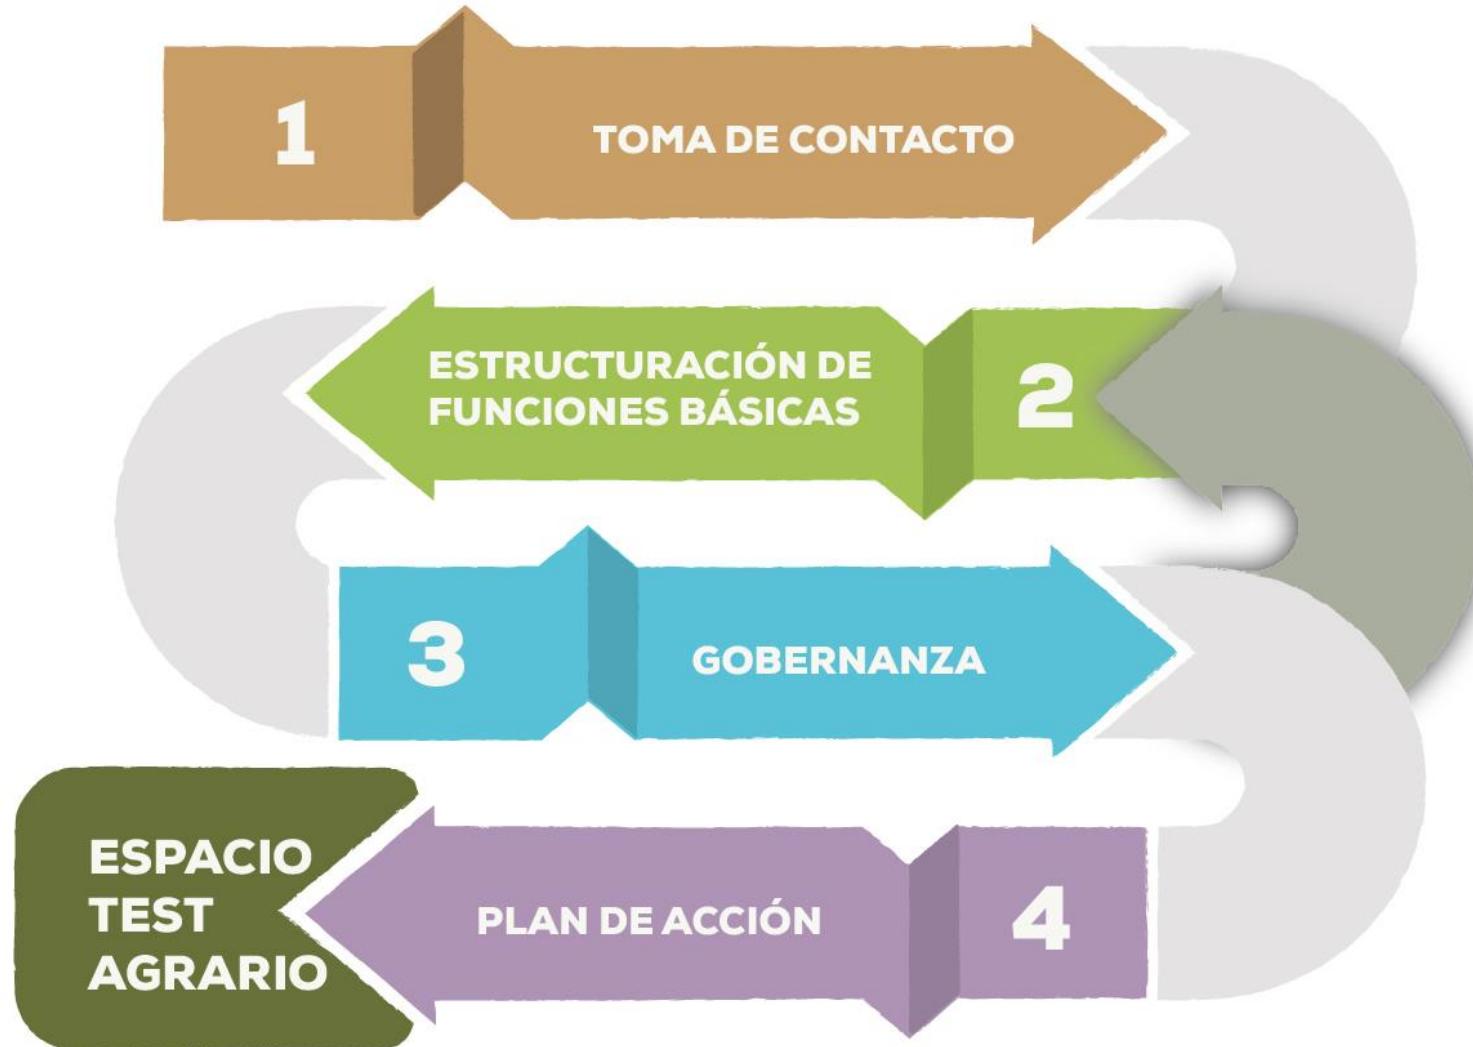 1
TOMA DE CONTACTO
2
ESTRUCTURACIÓN DE
FUNCIONES BÁSICAS
3
GOBERNANZA
4
PLAN DE ACCIÓN
ESPACIO
TEST
AGRARIO